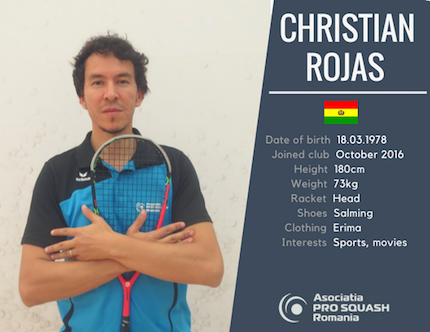 CHRISTIAN
ROJAS
Date of birth 18.03.1978
Joined club October 2016
Height 180cm
Weight 73kg
Racket Head
Shoes Salming
Clothing Erima
Interests Sports, movies
Asociatia
PRO SQUASH
Romania